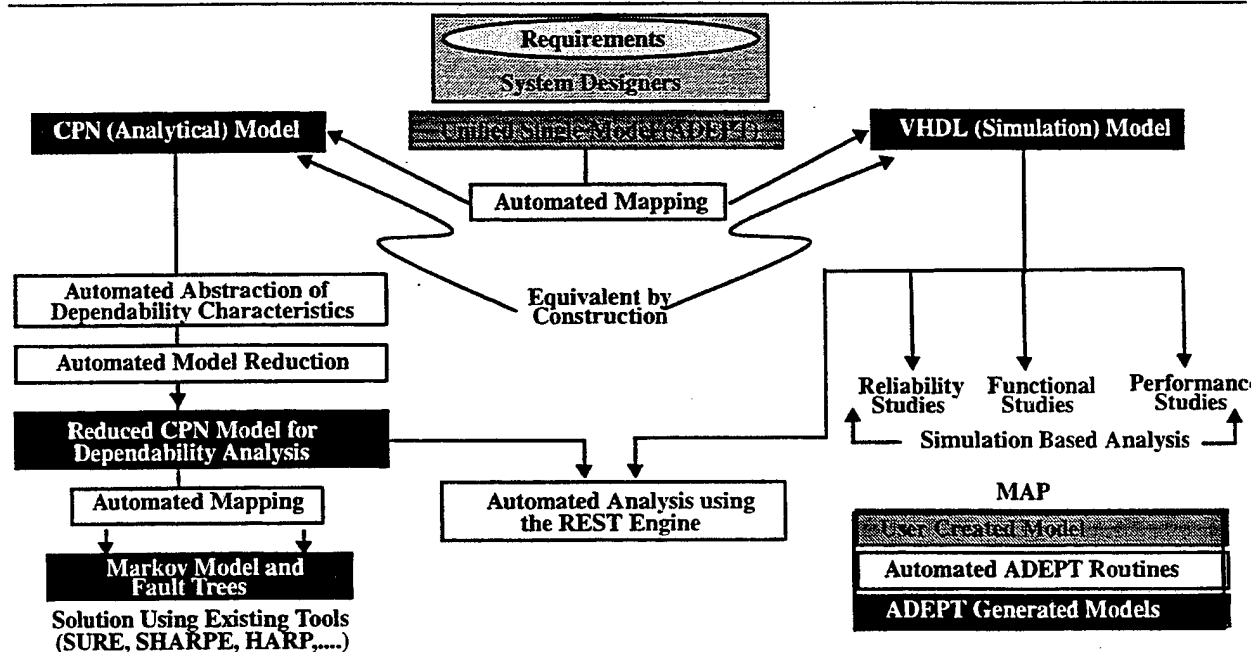 Requirements
System Designers
Unified Single Model (ADEPT)
CPN (Analytical) Model
VHDL (Simulation) Model
Automated Mapping
Equivalent by
Construction
Automated Abstraction of
Dependability Characteristics
Automated Model Reduction
Reduced CPN Model for
Dependability Analysis
Automated Mapping
Markov Model and
Fault Trees
Solution Using Existing Tools
(SURE, SHARPE, HARP,....)
Automated Analysis using
the REST Engine
Reliability
Studies
Functional
Studies
Performance
Studies
Simulation Based Analysis
MAP
User Created Model
Automated ADEPT Routines
ADEPT Generated Models